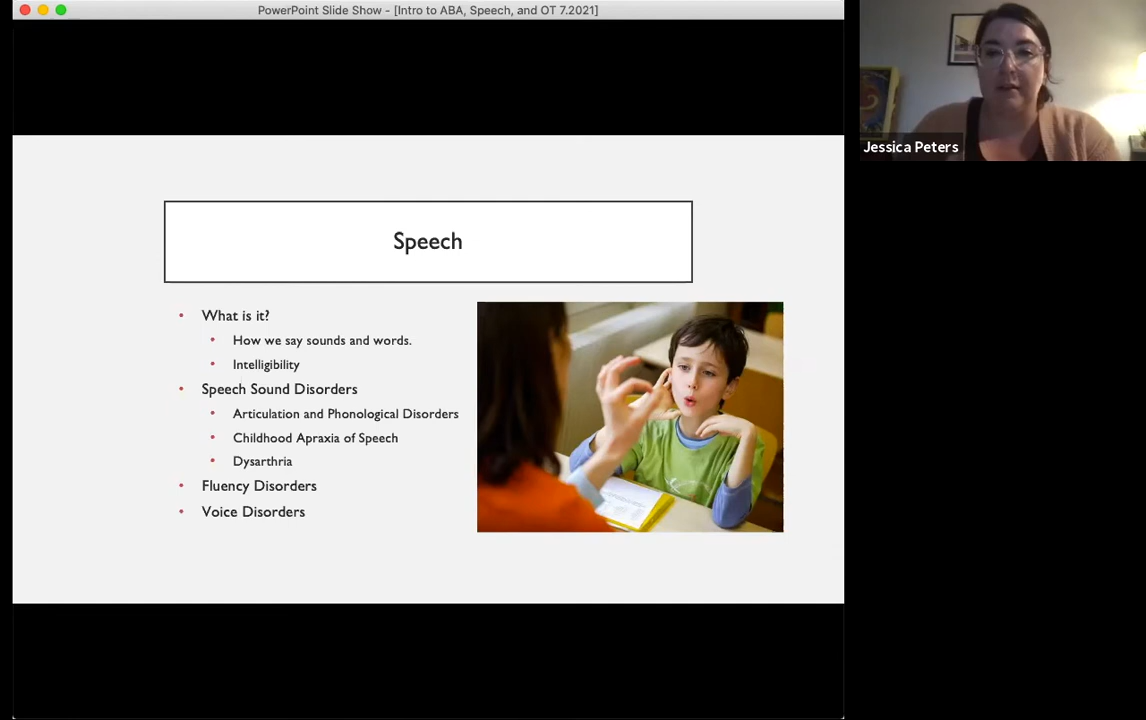 PowerPoint Slide Show - [Intro to ABA, Speech, and OT 7.2021]
Jessica Peters
Speech
• What is it?
• How we say sounds and words.
• Intelligibility
• Speech Sound Disorders
• Articulation and Phonological Disorders
• Childhood Apraxia of Speech
• Dysarthria
• Fluency Disorders
• Voice Disorders